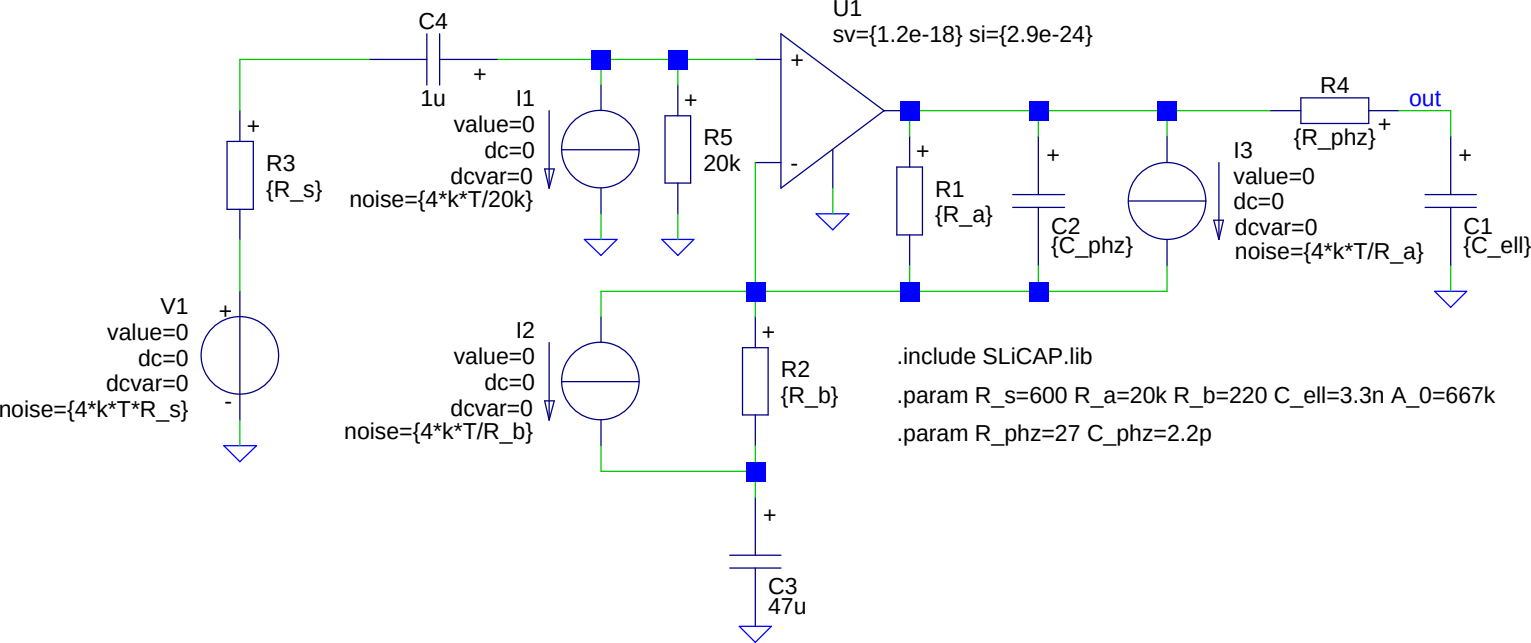 U1
sv={1.2e-18} si={2.9e-24}
C4
+
1u
+
-
I1
value=0
dc=0
dcvar=0
noise={4*k*T/20k}
+
R5
20k
+
R3
{R_s}
+
R1
{R_a}
+
C2
{C_phz}
I3
value=0
dc=0
dcvar=0
noise={4*k*T/R_a}
R4
+
{R_phz}
out
+
C1
{C_ell}
V1
value=0
dc=0
dcvar=0
noise={4*k*T*R_s}
+
-
I2
value=0
dc=0
dcvar=0
noise={4*k*T/R_b}
+
R2
{R_b}
.include SLiCAP.lib
.param R_s=600 R_a=20k R_b=220 C_ell=3.3n A_0=667k
.param R_phz=27 C_phz=2.2p
+
C3
47u